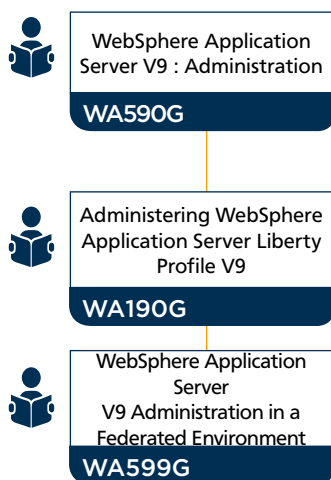 WebSphere Application
Server V9 : Administration
WA590G
Administering WebSphere
Application Server Liberty
Profile V9
WA190G
WebSphere Application
Server
V9 Administration in a
Federated Environment
WA599G